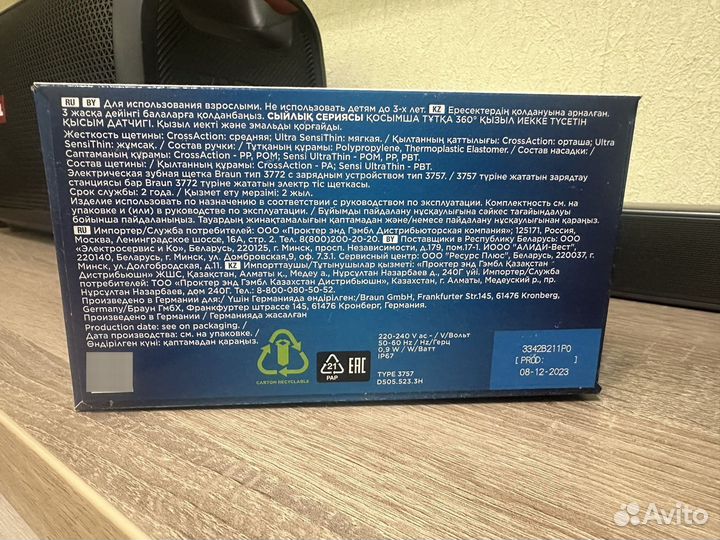 RU BY Для использования взрослыми. Не использовать детям до 3-х лет. KZ Ересектердің қолдануына арналған.
3 жасқа дейінгі балаларға қолдануға болмайды. СЫЙЛЫҚ СЕРИЯСЫ ҚОСЫМША ТҰТҚА 360° ҚЫЗЫЛ ИЕККЕ ТҮСЕТІН
ҚЫСЫМ ДАТЧИГІ. Қызыл иекті және эмальды қорғайды.
Жесткость щетины: CrossAction: средняя; Ultra SensiThin: мягкая. / Қылтанның қаттылығы: CrossAction: орташа; Ultra
SensiThin: жұмсақ. / Состав ручки / Тұтқаның құрамы: Polypropylene, Thermoplastic Elastomer. / Состав насадки /
Саптаманың құрамы: CrossAction - PP, POM; Sensi UltraThin - POM, PP, PBT.
Состав щетины: / Қылтанның құрамы: CrossAction - PA; Sensi UltraThin - PBT.
Электрическая зубная щетка Braun тип 3772 с зарядным устройством тип 3757. / 3757 түріне жататын зарядтау
станциясы бар Braun 3772 түріне жататын электр тіс щеткасы.
Срок службы: 2 года. / Қызмет ету мерзімі: 2 жыл.
Изделие использовать по назначению в соответствии с руководством по эксплуатации. Комплектность см. на
упаковке и (или) в руководстве по эксплуатации. / Бұйымды пайдалану нұсқаулығына сәйкес тағайындалуы
бойынша пайдаланыңыз. Тауардың жинақталымын қаптамадан және/немесе пайдалану нұсқаулығынан қараңыз.
RU Импортер/Служба потребителей: ООО «Проктер энд Гэмбл Дистрибьюторская компания»; 125171, Россия,
Москва, Ленинградское шоссе, 16А, стр. 2. Тел.8(800)200-20-20. BY Поставщики в Республику Беларусь: ООО
«Электросервис и Ко», Беларусь, 220125, г. Минск, просп. Независимости, д.179, пом.17-1. ИООО "АЛИДИ-Вест",
220140, Беларусь, г. Минск, ул. Домбровская,9, оф. 7.3.1. Сервисный центр: ООО "Ресурс Плюс", Беларусь, 220037, г.
Минск, ул.Долгобродская, д.11. KZ Импорттаушы/Тұтынушылар қызметі: «Проктер энд Гэмбл Қазақстан
Дистрибьюшн» ЖШС, Қазақстан, Алматы қ., Медеу а., Нұрсұлтан Назарбаев д., 240Г үйі. Импортер/Служба
потребителей: ТОО «Проктер энд Гэмбл Казахстан Дистрибьюшн», Казахстан, г. Алматы, Медеуский р., пр.
Нурсултан Назарбаев, дом 240Г. Тел.: 8-800-080-50-52.
Произведено в Германии для:/ Үшін Германияда жасалған:/Braun GmbH, Frankfurter Str.145, 61476 Kronberg,
Germany/Браун ГмбХ, Франкфуртер штрассе 145, 61476 Кронберг, Германия.
Произведено в Германии / Германияда жасалған
Production date: see on packaging. /
Дата производства: см. на упаковке. /
Өндірілген күні: қаптамадан қараңыз.
220-240 V ac ~ V/Вольт
50-60 Hz / Hz/Герц
0,9 W / W/Ватт
IP67
TYPE 3757
D505.523.3H
CARTON RECYCLABLE
21
PAP
EAC
3342B211P0
[ PROD: ]
08-12-2023
Avito